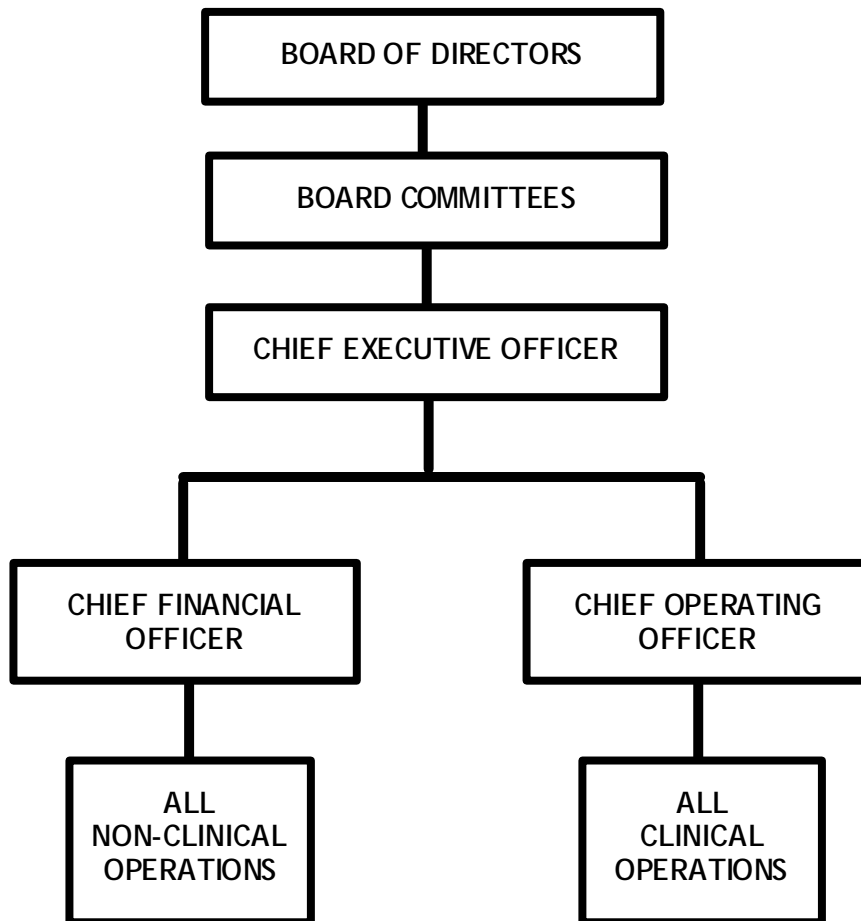 BOARD OF DIRECTORS
BOARD COMMITTEES
CHIEF EXECUTIVE OFFICER
CHIEF FINANCIAL
OFFICER
CHIEF OPERATING
OFFICER
ALL
NON-CLINICAL
OPERATIONS
ALL
CLINICAL
OPERATIONS